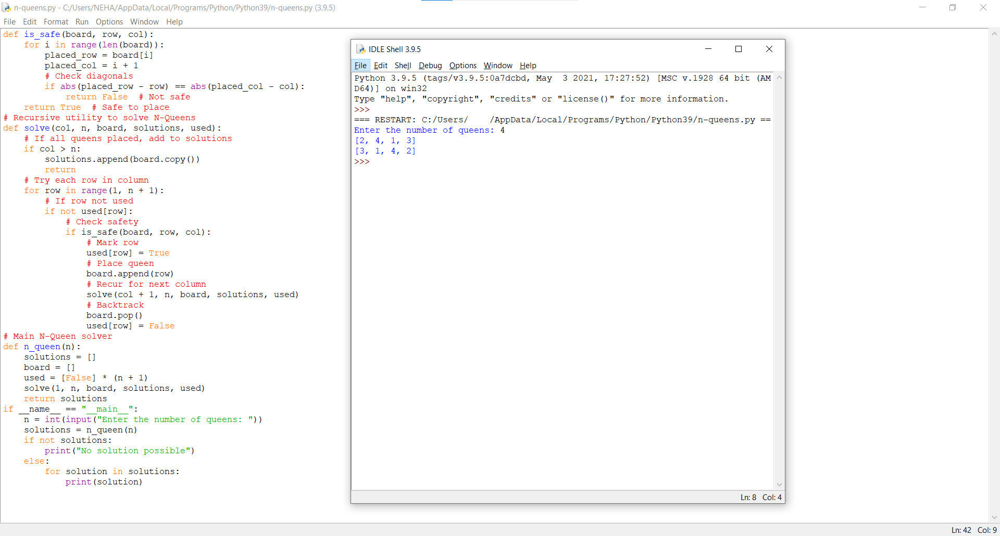 n-queens.py - C:/Users/NEHA/AppData/Local/Programs/Python/Python39/n-queens.py (3.9.5)
File Edit Format Run Options Window Help
def is_safe(board, row, col):
    for i in range(len(board)):
        placed_row = board[i]
        placed_col = i + 1
        # Check diagonals
        if abs(placed_row - row) == abs(placed_col - col):
            return False  # Not safe
    return True  # Safe to place
# Recursive utility to solve N-Queens
def solve(col, n, board, solutions, used):
    # If all queens placed, add to solutions
    if col > n:
        solutions.append(board.copy())
        return
    # Try each row in column
    for row in range(1, n + 1):
        # If row not used
        if not used[row]:
            # Check safety
            if is_safe(board, row, col):
                # Mark row
                used[row] = True
                # Place queen
                board.append(row)
                # Recur for next column
                solve(col + 1, n, board, solutions, used)
                # Backtrack
                board.pop()
                used[row] = False
# Main N-Queen solver
def n_queen(n):
    solutions = []
    board = []
    used = [False] * (n + 1)
    solve(1, n, board, solutions, used)
    return solutions
if __name__ == "__main__":
    n = int(input("Enter the number of queens: "))
    solutions = n_queen(n)
    if not solutions:
        print("No solution possible")
    else:
        for solution in solutions:
            print(solution)
Ln: 42 Col: 9
IDLE Shell 3.9.5
File Edit Shell Debug Options Window Help
Python 3.9.5 (tags/v3.9.5:0a7dcbd, May  3 2021, 17:27:52) [MSC v.1928 64 bit (AM
D64)] on win32
Type "help", "copyright", "credits" or "license()" for more information.
>>>
=== RESTART: C:/Users/    /AppData/Local/Programs/Python/Python39/n-queens.py ==
Enter the number of queens: 4
[2, 4, 1, 3]
[3, 1, 4, 2]
>>>
Ln: 8 Col: 4